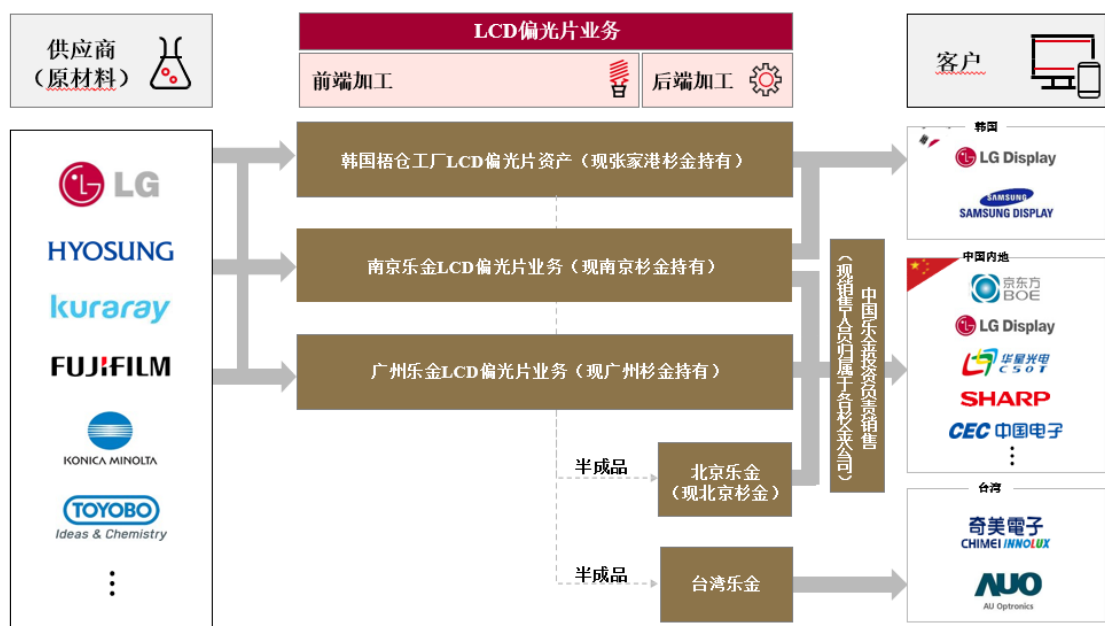 供应商
（原材料）
LCD偏光片业务
前端加工
后端加工
客户
LG
HYOSUNG
kuraray
FUJIFILM
KONICA MINOLTA
TOYOBO
Ideas & Chemistry
韩国梧仓工厂LCD偏光片资产（现张家港杉金持有）
南京乐金LCD偏光片业务（现南京杉金持有）
广州乐金LCD偏光片业务（现广州杉金持有）
半成品
北京乐金
（现北京杉金）
半成品
台湾乐金
中国乐金投资负责销售
（现销售人员归属于各杉金公司）
韩国
LG Display
SAMSUNG
SAMSUNG DISPLAY
中国内地
京东方
BOE
LG Display
华星光电
CSOT
SHARP
CEC 中国电子
台湾
奇美電子
CHIMEI INNOLUX
AUO
AU Optronics